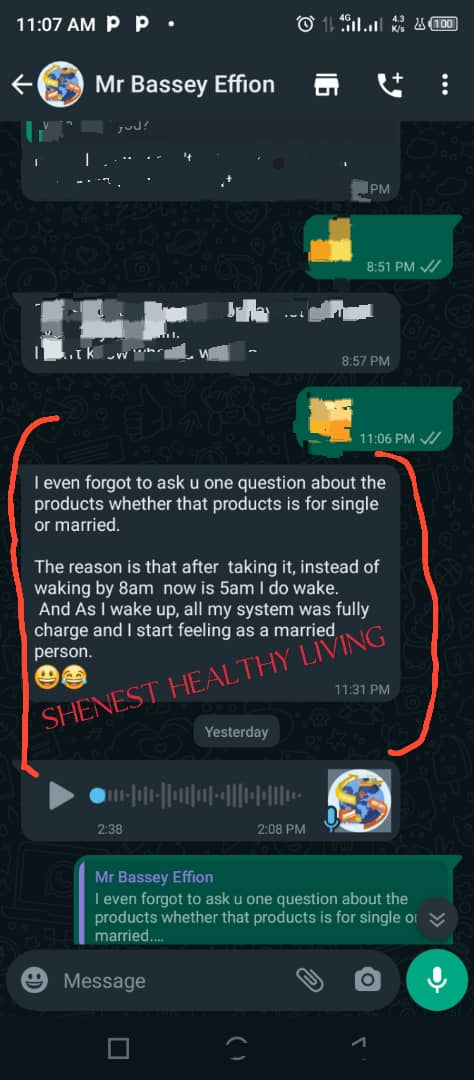 11:07 AM
4G
4.3
K/s
100
Mr Bassey Effion
you?
PM
8:51 PM
8:57 PM
11:06 PM
I even forgot to ask u one question about the
products whether that products is for single
or married.
The reason is that after taking it, instead of
waking by 8am now is 5am I do wake.
And As I wake up, all my system was fully
charge and I start feeling as a married
person.
11:31 PM
SHENEST HEALTHY LIVING
Yesterday
2:38
2:08 PM
Mr Bassey Effion
I even forgot to ask u one question about the
products whether that products is for single or
married....
Message